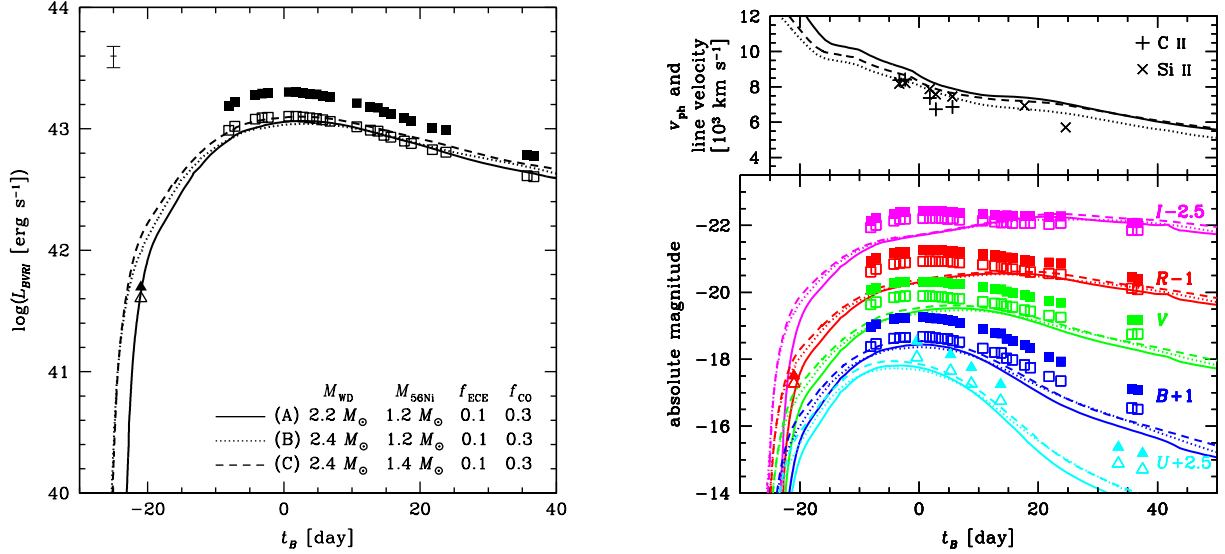 44
43
42
41
40
log(L_BVRI [erg s⁻¹])
M_WD M_56Ni f_ECE f_CO
(A) 2.2 M_⊙ 1.2 M_⊙ 0.1 0.3
(B) 2.4 M_⊙ 1.2 M_⊙ 0.1 0.3
(C) 2.4 M_⊙ 1.4 M_⊙ 0.1 0.3
−20 0 20 40
t_B [day]
−20 0 20 40
12
10
8
6
4
v_ph and
line velocity
[10³ km s⁻¹]
+ C II
× Si II
−22
−20
−18
−16
−14
absolute magnitude
I−2.5
R−1
V
B+1
U+2.5
−20 0 20 40
t_B [day]